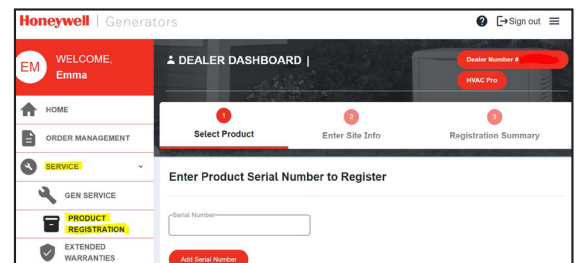 Honeywell | Generators
Sign out
EM
WELCOME,
Emma
DEALER DASHBOARD |
Dealer Number #
HVAC Pro
HOME
ORDER MANAGEMENT
SERVICE
GEN SERVICE
PRODUCT
REGISTRATION
EXTENDED
WARRANTIES
1
Select Product
2
Enter Site Info
3
Registration Summary
Enter Product Serial Number to Register
Serial Number
Add Serial Number